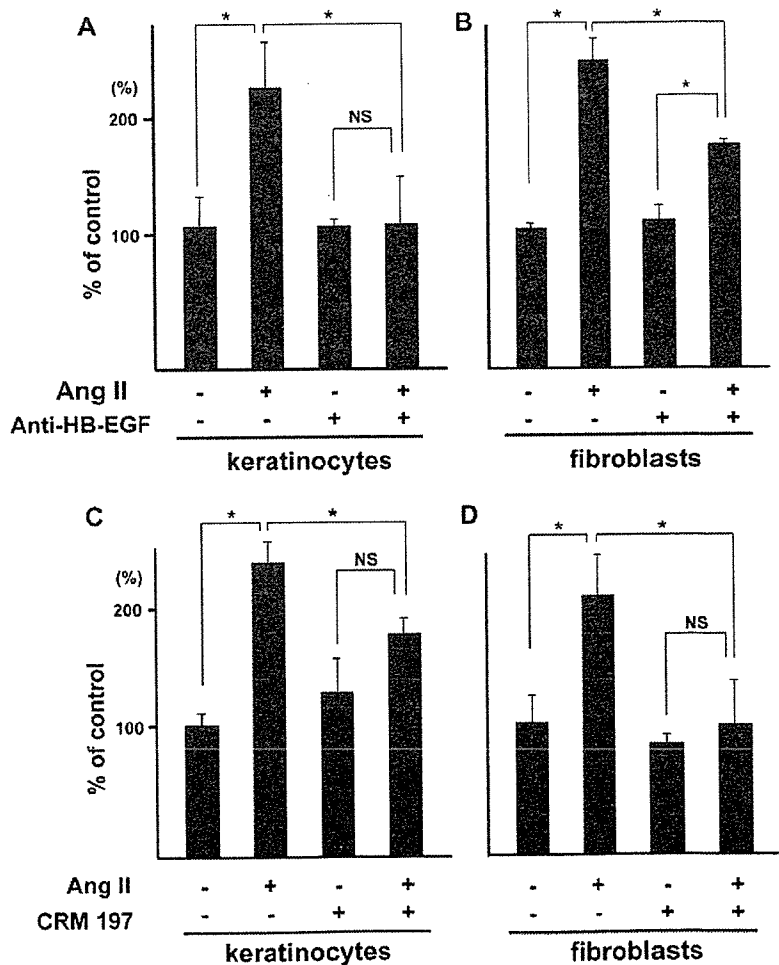 A
B
* *
* *
(%)
200
100
NS
*
% of control
Ang II - + - + - + - +
Anti-HB-EGF - - + + - - + +
keratinocytes
fibroblasts
C
D
* *
* *
(%)
200
100
NS
NS
% of control
Ang II - + - + - + - +
CRM 197 - - + + - - + +
keratinocytes
fibroblasts